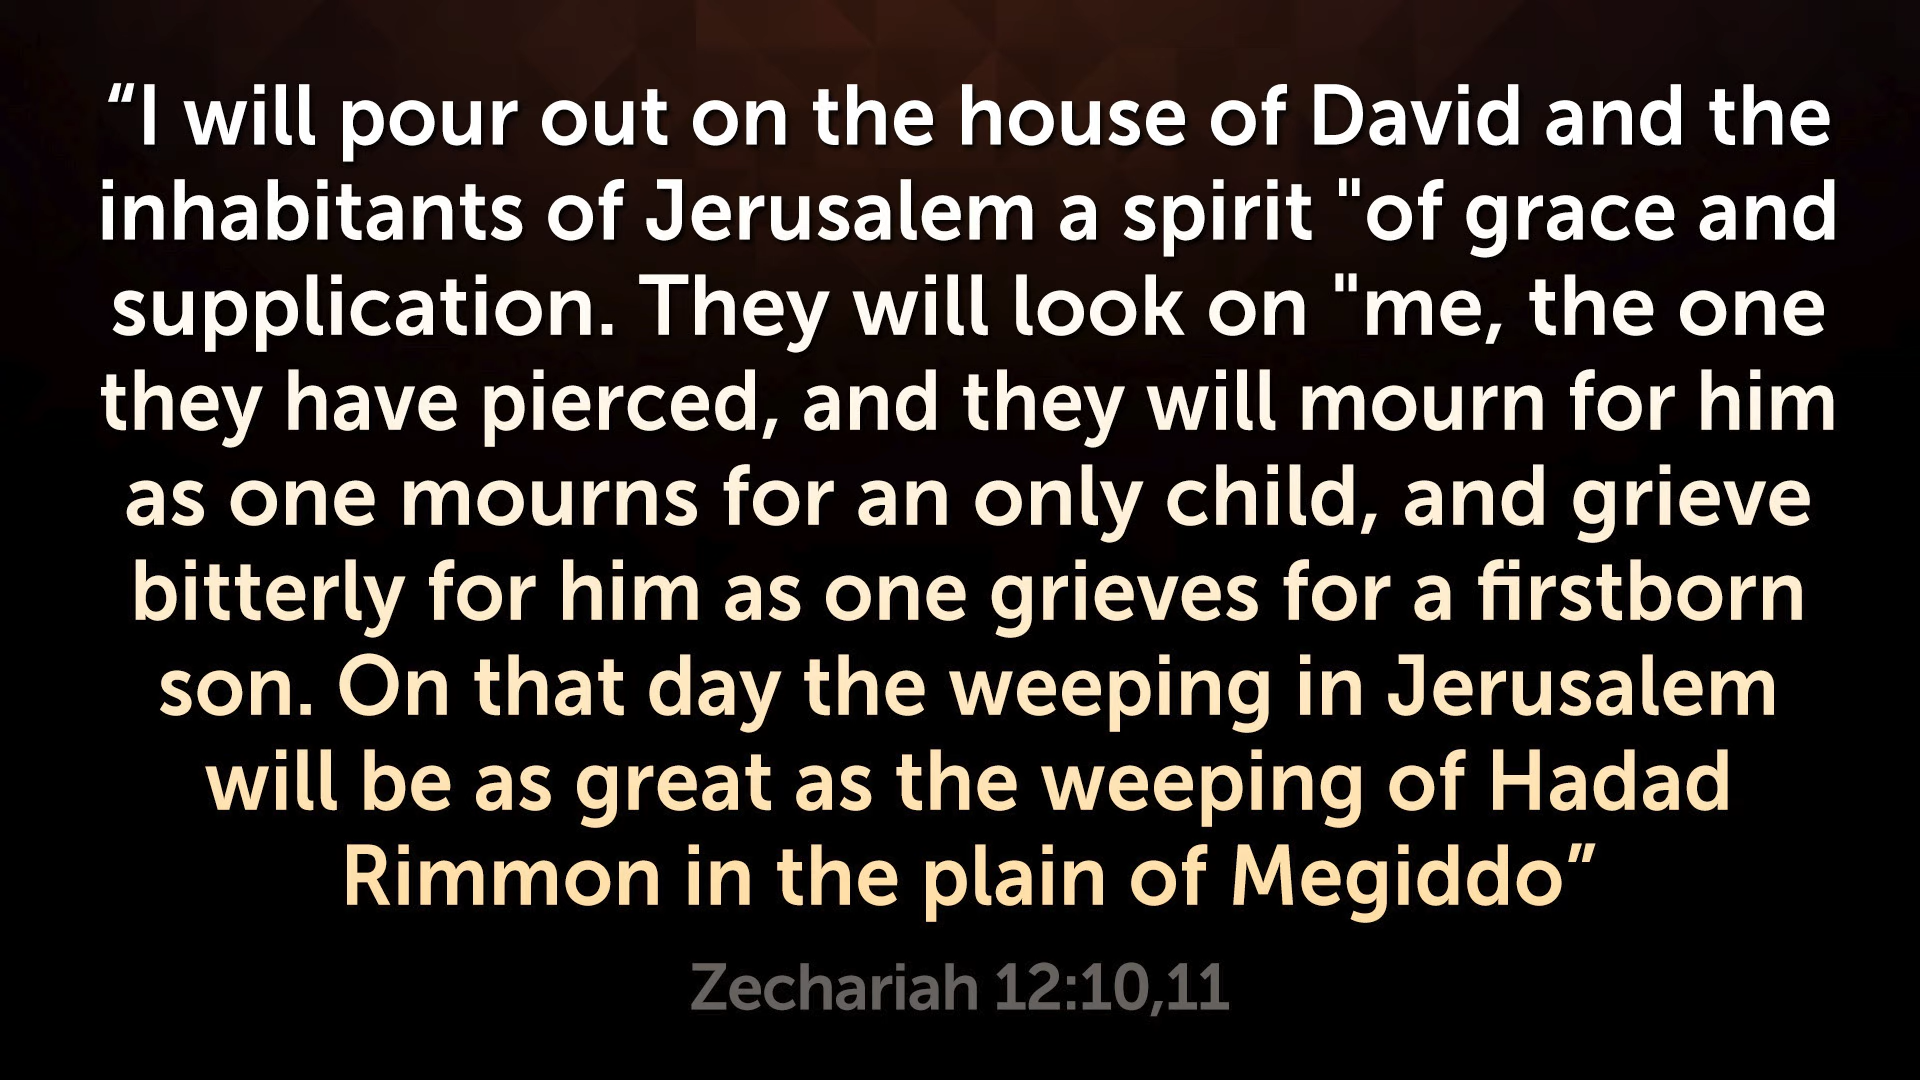 “I will pour out on the house of David and the
inhabitants of Jerusalem a spirit "of grace and
supplication. They will look on "me, the one
they have pierced, and they will mourn for him
as one mourns for an only child, and grieve
bitterly for him as one grieves for a firstborn
son. On that day the weeping in Jerusalem
will be as great as the weeping of Hadad
Rimmon in the plain of Megiddo”
Zechariah 12:10,11